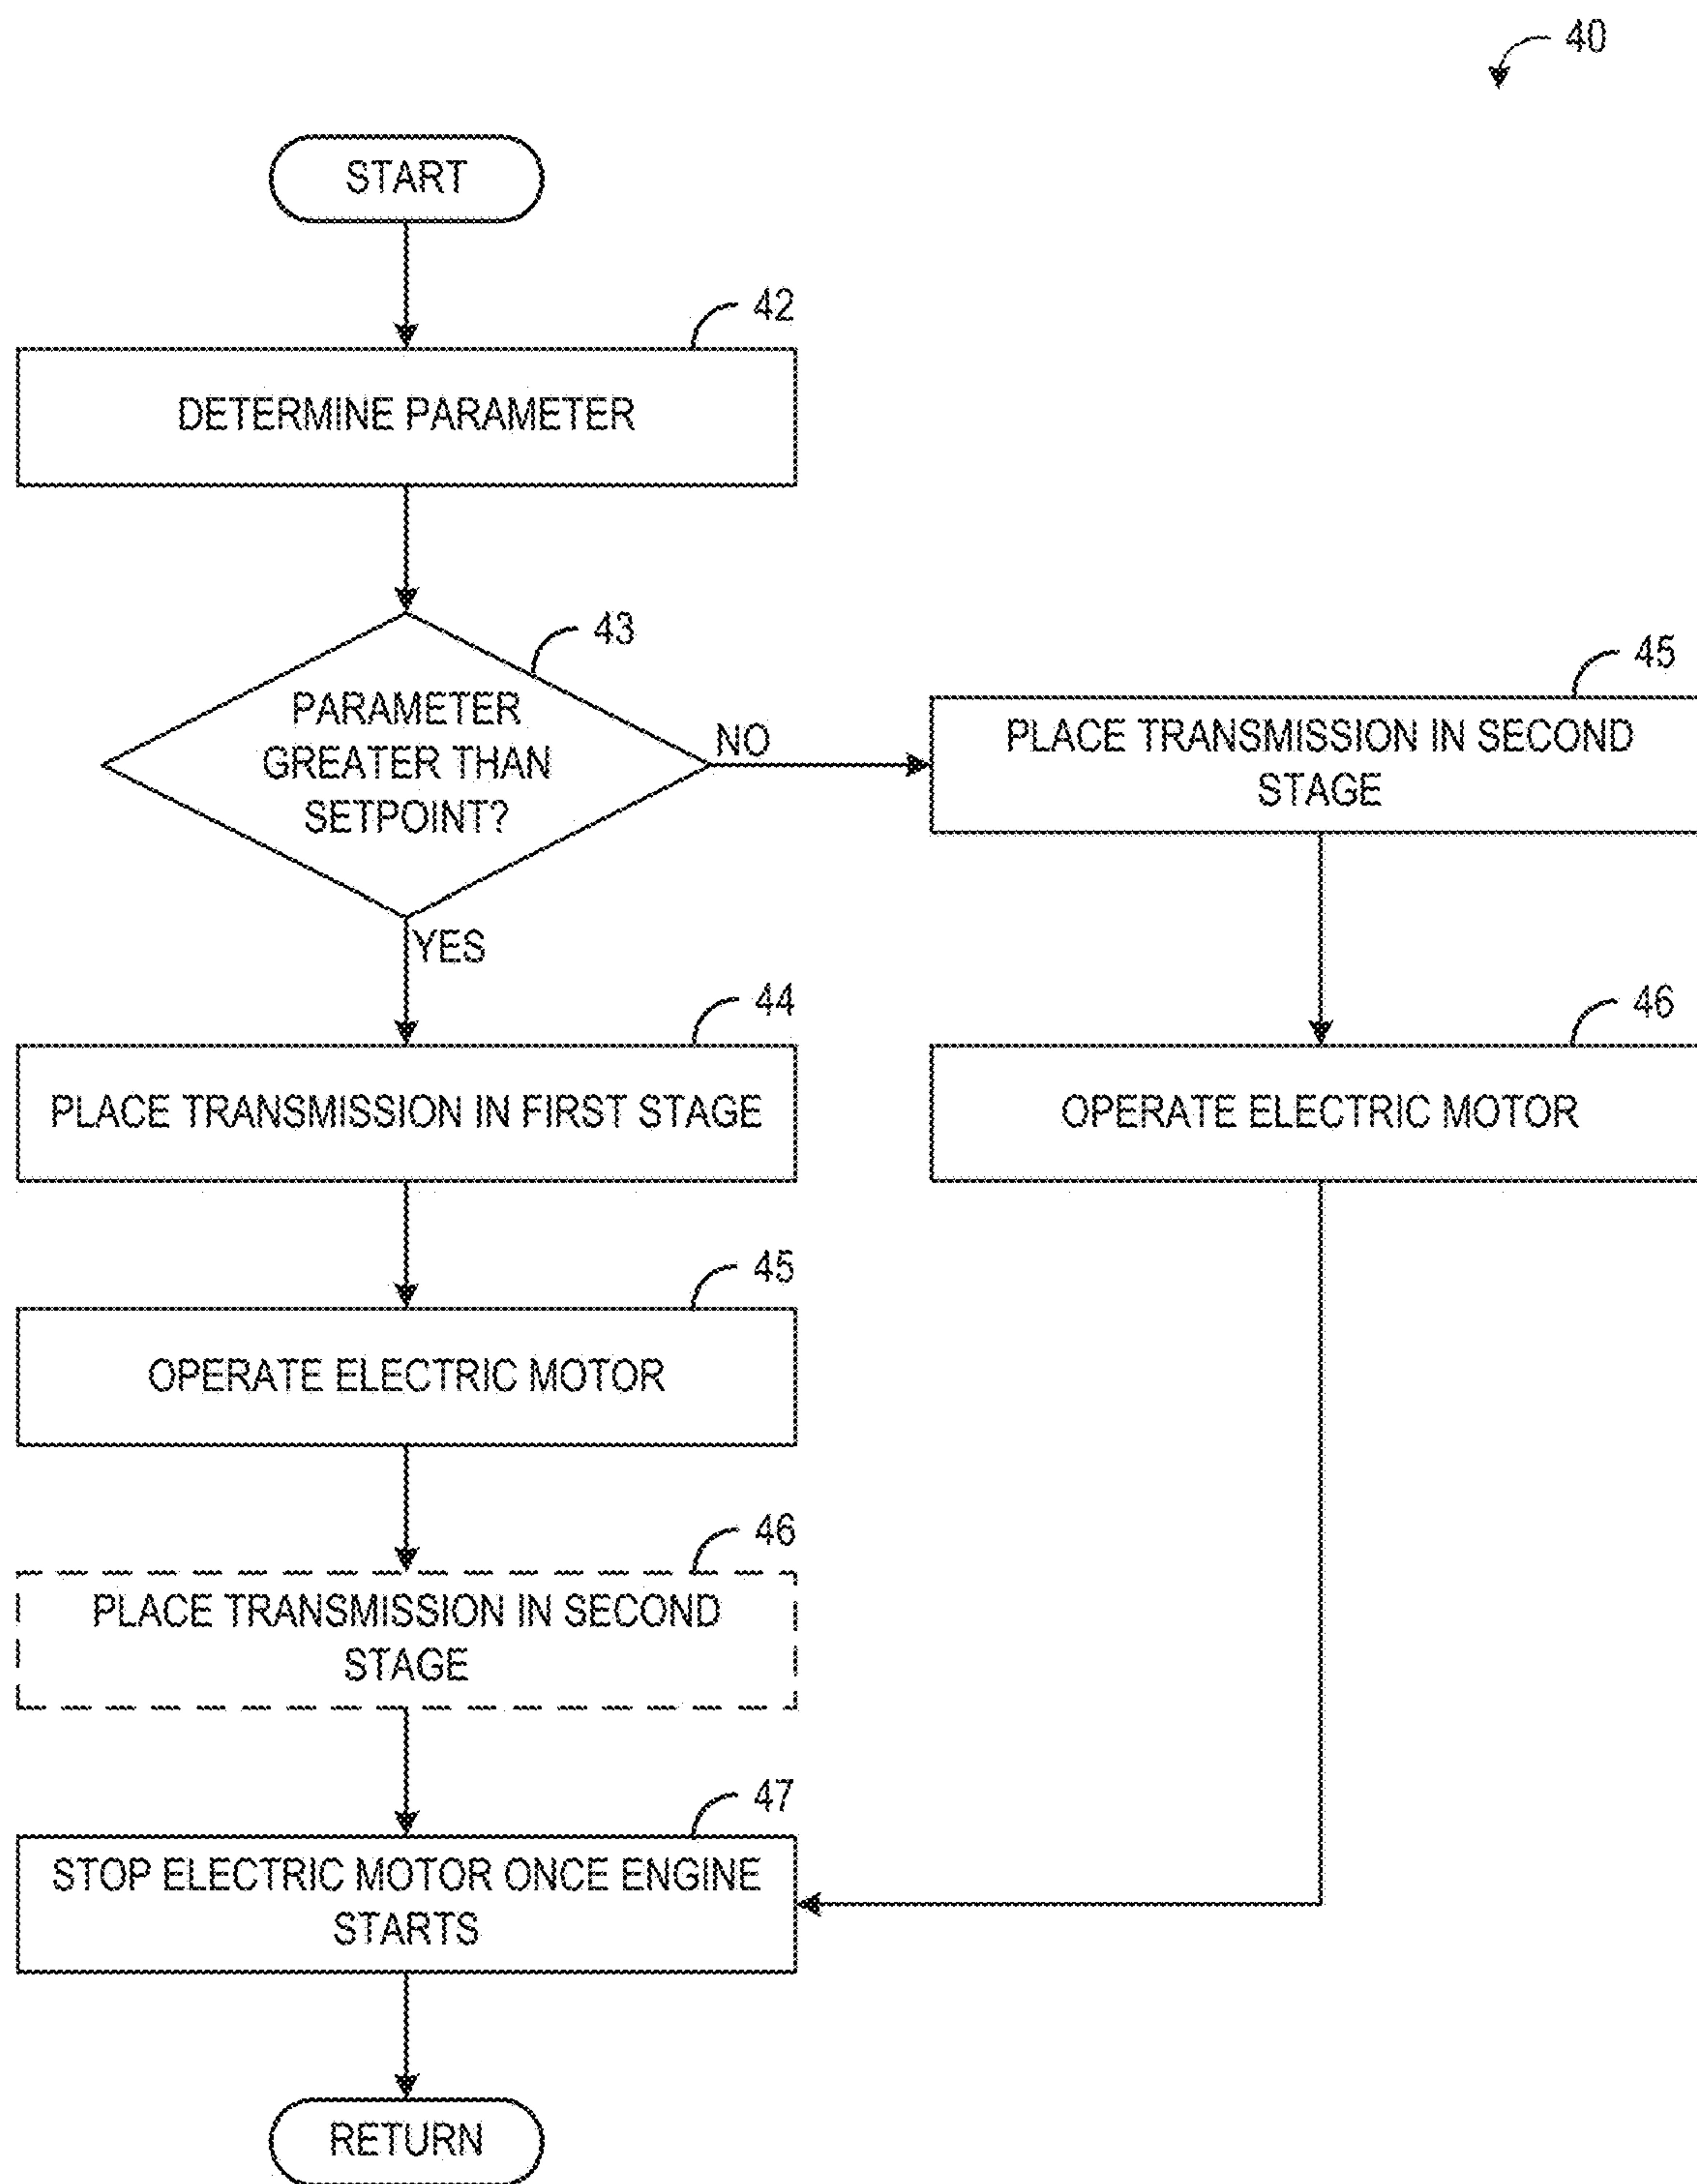 40
START
42
DETERMINE PARAMETER
43
PARAMETER
GREATER THAN
SETPOINT?
NO
YES
45
PLACE TRANSMISSION IN SECOND
STAGE
44
PLACE TRANSMISSION IN FIRST STAGE
46
OPERATE ELECTRIC MOTOR
45
OPERATE ELECTRIC MOTOR
46
PLACE TRANSMISSION IN SECOND
STAGE
47
STOP ELECTRIC MOTOR ONCE ENGINE
STARTS
RETURN